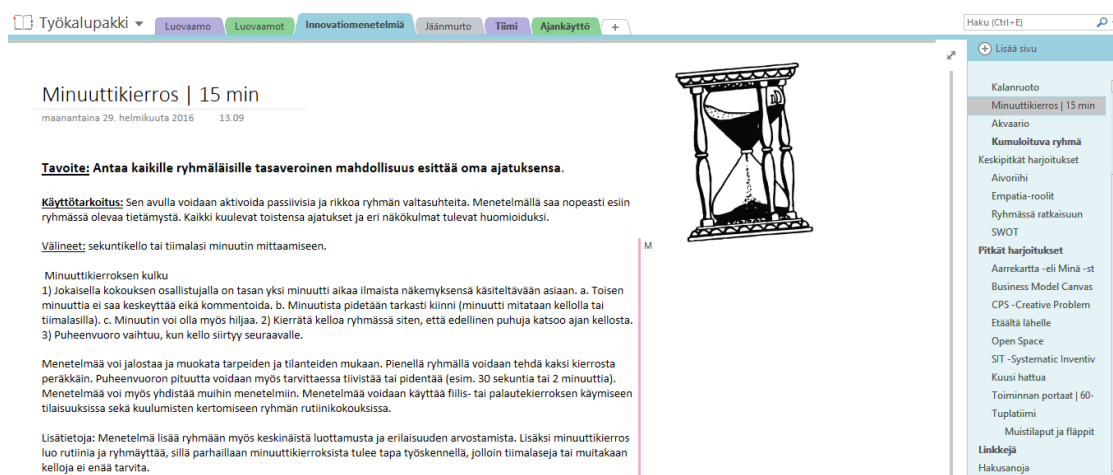 Työkalupakki
Luovaamo
Luovaamot
Innovatiomenetelmiä
Jäänmurto
Tiimi
Ajankäyttö
+
Haku (Ctrl+E)
Lisää sivu
Minuuttikierros | 15 min
maanantaina 29. helmikuuta 2016 13.09
Tavoite: Antaa kaikille ryhmäläisille tasaveroinen mahdollisuus esittää oma ajatuksensa.
Käyttötarkoitus: Sen avulla voidaan aktivoida passiivisia ja rikkoa ryhmän valtasuhteita. Menetelmällä saa nopeasti esiin
ryhmässä olevaa tietämystä. Kaikki kuulevat toistensa ajatukset ja eri näkökulmat tulevat huomioiduksi.
Välineet: sekuntikello tai tiimalasi minuutin mittaamiseen.
M
Minuuttikierroksen kulku
1) Jokaisella kokouksen osallistujalla on tasan yksi minuutti aikaa ilmaista näkemyksensä käsiteltävään asiaan. a. Toisen
minuuttia ei saa keskeyttää eikä kommentoida. b. Minuutista pidetään tarkasti kiinni (minuutti mitataan kellolla tai
tiimalasilla). c. Minuutin voi olla myös hiljaa. 2) Kierrätä kelloa ryhmässä siten, että edellinen puhuja katsoo ajan kellosta.
3) Puheenvuoro vaihtuu, kun kello siirtyy seuraavalle.
Menetelmää voi jalostaa ja muokata tarpeiden ja tilanteiden mukaan. Pienellä ryhmällä voidaan tehdä kaksi kierrosta
peräkkäin. Puheenvuoron pituutta voidaan myös tarvittaessa tiivistää tai pidentää (esim. 30 sekuntia tai 2 minuuttia).
Menetelmää voi myös yhdistää muihin menetelmiin. Menetelmää voidaan käyttää fiilis- tai palautekierroksen käymiseen
tilaisuuksissa sekä kuulumisten kertomiseen ryhmän rutiinikokouksissa.
Lisätietoja: Menetelmä lisää ryhmään myös keskinäistä luottamusta ja erilaisuuden arvostamista. Lisäksi minuuttikierros
luo rutiinia ja ryhmäyttää, sillä parhaillaan minuuttikierroksista tulee tapa työskennellä, jolloin tiimalaseja tai muitakaan
kelloja ei enää tarvita.
Kalanruoto
Minuuttikierros | 15 min
Akvaario
Kumuloituva ryhmä
Keskipitkät harjoitukset
Aivoriihi
Empatia-roolit
Ryhmässä ratkaisuun
SWOT
Pitkät harjoitukset
Aarrekartta -eli Minä -st
Business Model Canvas
CPS -Creative Problem
Etäältä lähelle
Open Space
SIT -Systematic Inventiv
Kuusi hattua
Toiminnan portaat | 60-
Tuplatiimi
Muistilaput ja fläppit
Linkkejä
Hakusanoja